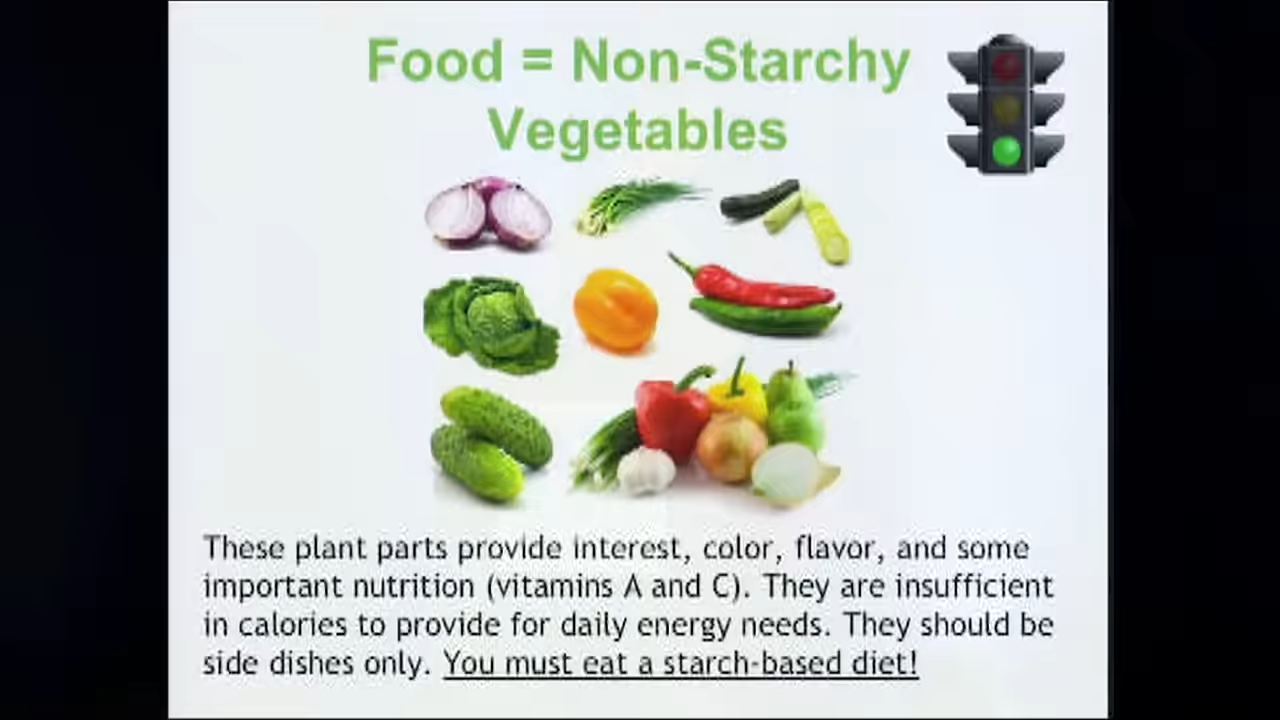 Food = Non-Starchy
Vegetables
These plant parts provide interest, color, flavor, and some
important nutrition (vitamins A and C). They are insufficient
in calories to provide for daily energy needs. They should be
side dishes only. You must eat a starch-based diet!